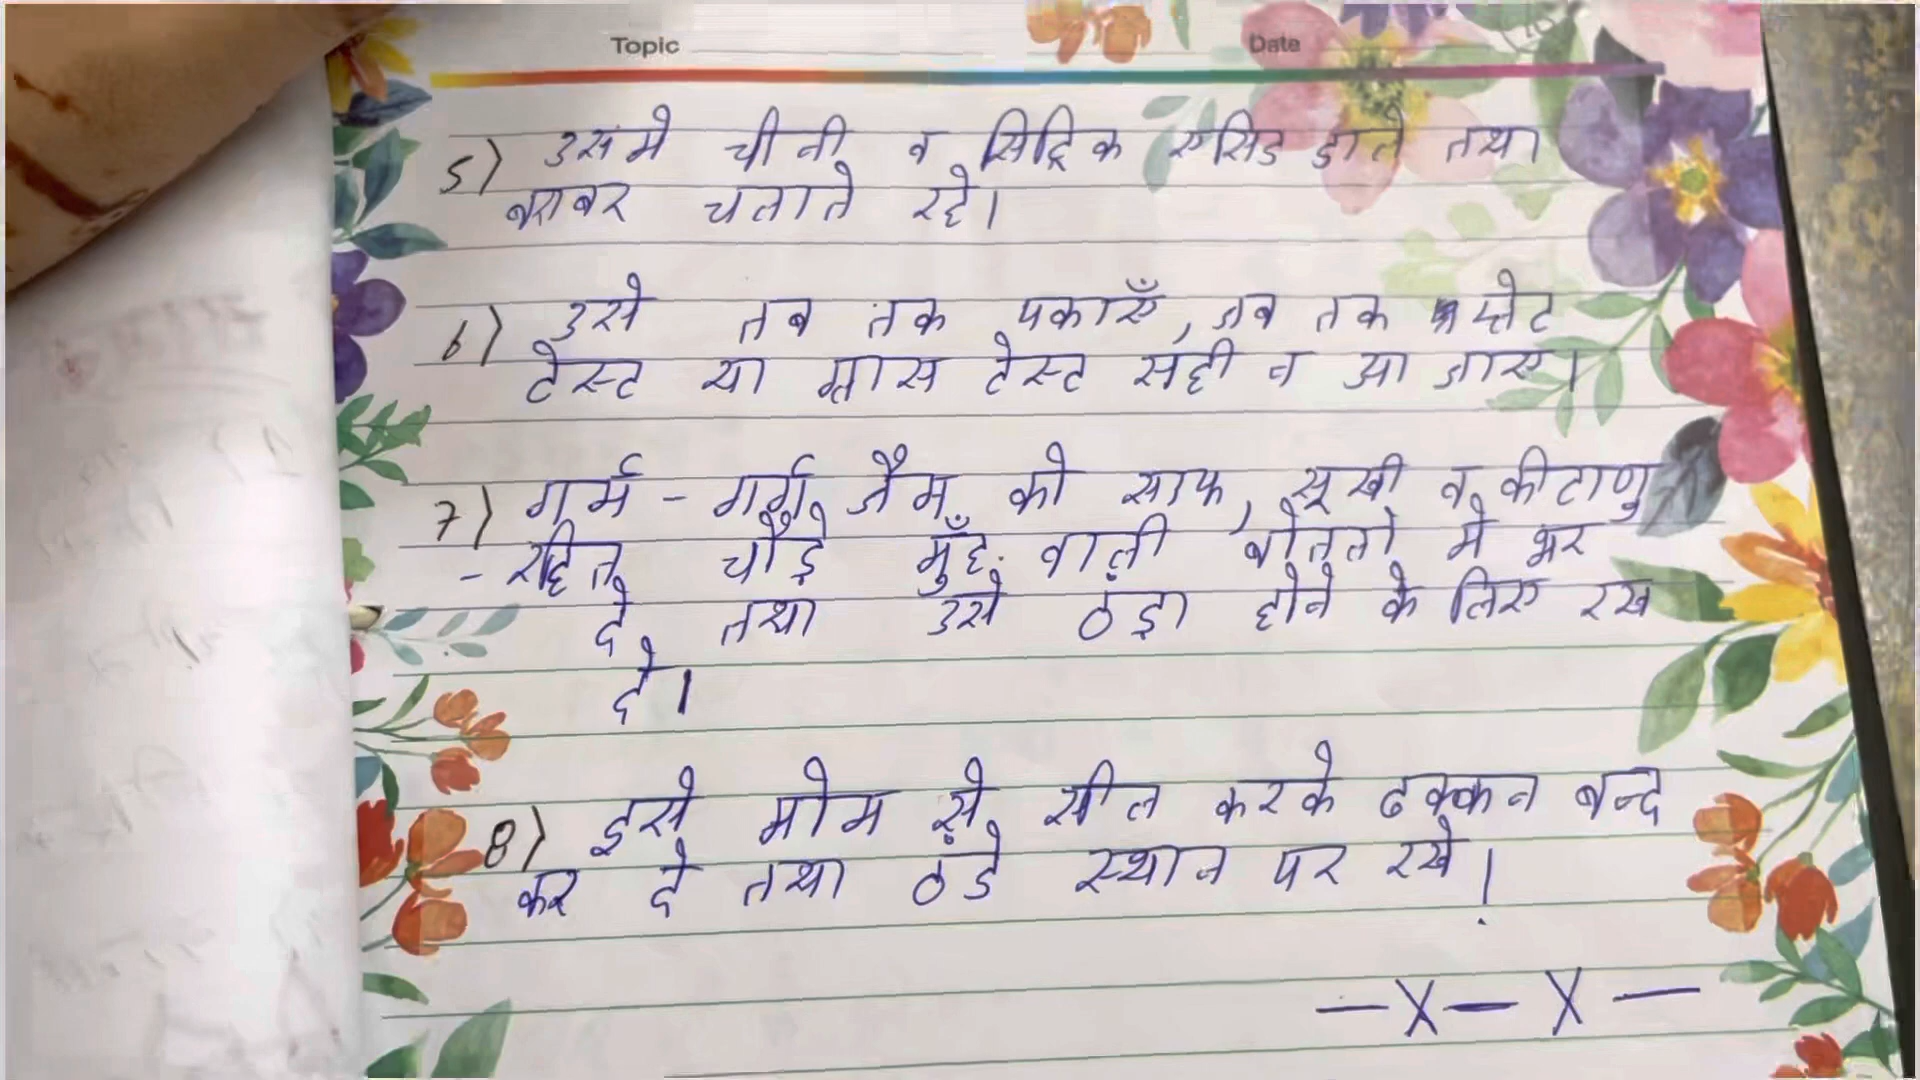 Topic
Date
5) उसमे चीनी व सिट्रिक एसिड डाले तथा
बराबर चलाते रहे।
6) उसे तब तक पकाएँ, जब तक प्लेट
टेस्ट या ग्लास टेस्ट सही न आ जाए।
7) गर्म - गर्म जैम को साफ, सूखी व कीटाणु
- रहित चौड़े मुँह वाली बोतलो मे भर
दे तथा उसे ठंडा होने के लिए रख
दे।
8) इसे मोम से सील करके ढक्कन बन्द
कर दे तथा ठंडे स्थान पर रखे।
—X—X—